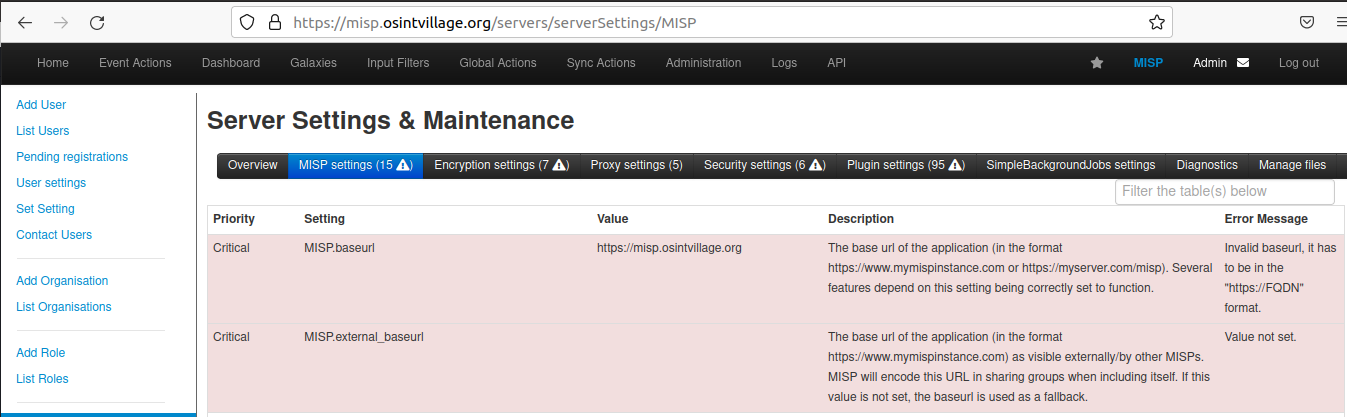 https://misp.osintvillage.org/servers/serverSettings/MISP
Home Event Actions Dashboard Galaxies Input Filters Global Actions Sync Actions Administration Logs API MISP Admin Log out
Add User
List Users
Pending registrations
User settings
Set Setting
Contact Users
Add Organisation
List Organisations
Add Role
List Roles
Server Settings & Maintenance
Overview MISP settings (15 ) Encryption settings (7 ) Proxy settings (5) Security settings (6 ) Plugin settings (95 ) SimpleBackgroundJobs settings Diagnostics Manage files
Filter the table(s) below
Priority Setting Value Description Error Message
Critical MISP.baseurl https://misp.osintvillage.org The base url of the application (in the format Invalid baseurl, it has
https://www.mymispinstance.com or https://myserver.com/misp). Several to be in the
features depend on this setting being correctly set to function. "https://FQDN"
format.
Critical MISP.external_baseurl The base url of the application (in the format Value not set.
https://www.mymispinstance.com) as visible externally/by other MISPs.
MISP will encode this URL in sharing groups when including itself. If this
value is not set, the baseurl is used as a fallback.